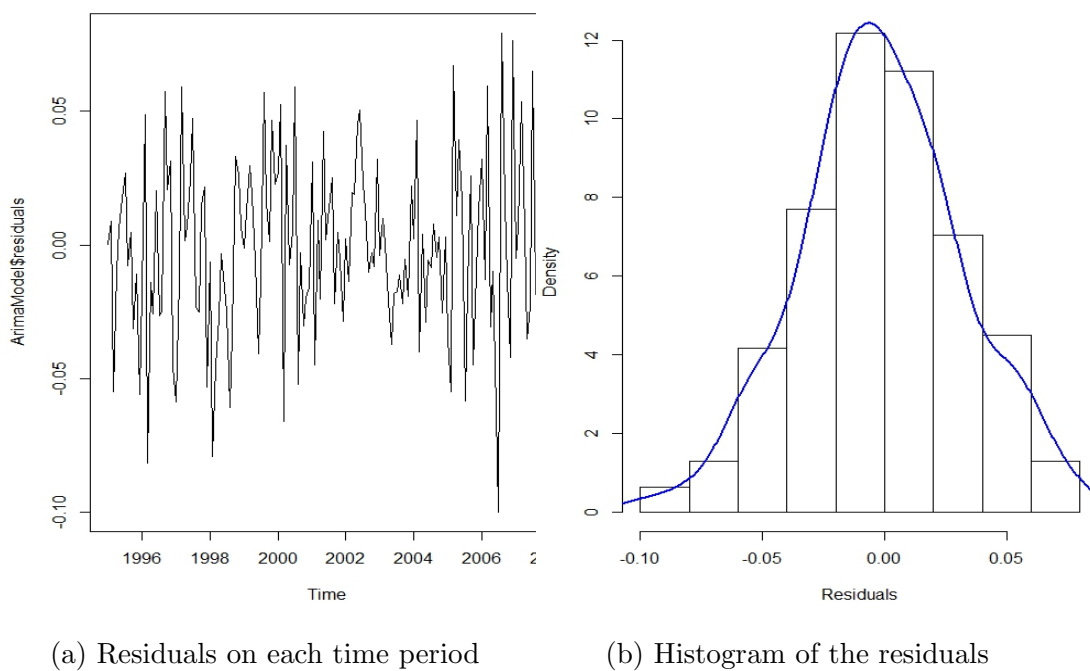 ArimaModel$residuals
0.05
0.00
-0.05
-0.10
1996 1998 2000 2002 2004 2006 2
Time
Density
12
10
8
6
4
2
0
-0.10 -0.05 0.00 0.05
Residuals
(a) Residuals on each time period
(b) Histogram of the residuals